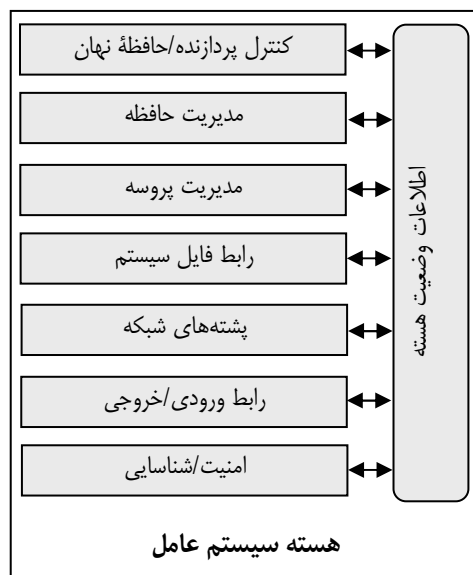 کنترل پردازنده/حافظهٔ نهان
مدیریت حافظه
مدیریت پروسه
رابط فایل سیستم
پشته‌های شبکه
رابط ورودی/خروجی
امنیت/شناسایی
اطلاعات وضعیت هسته
هسته سیستم عامل